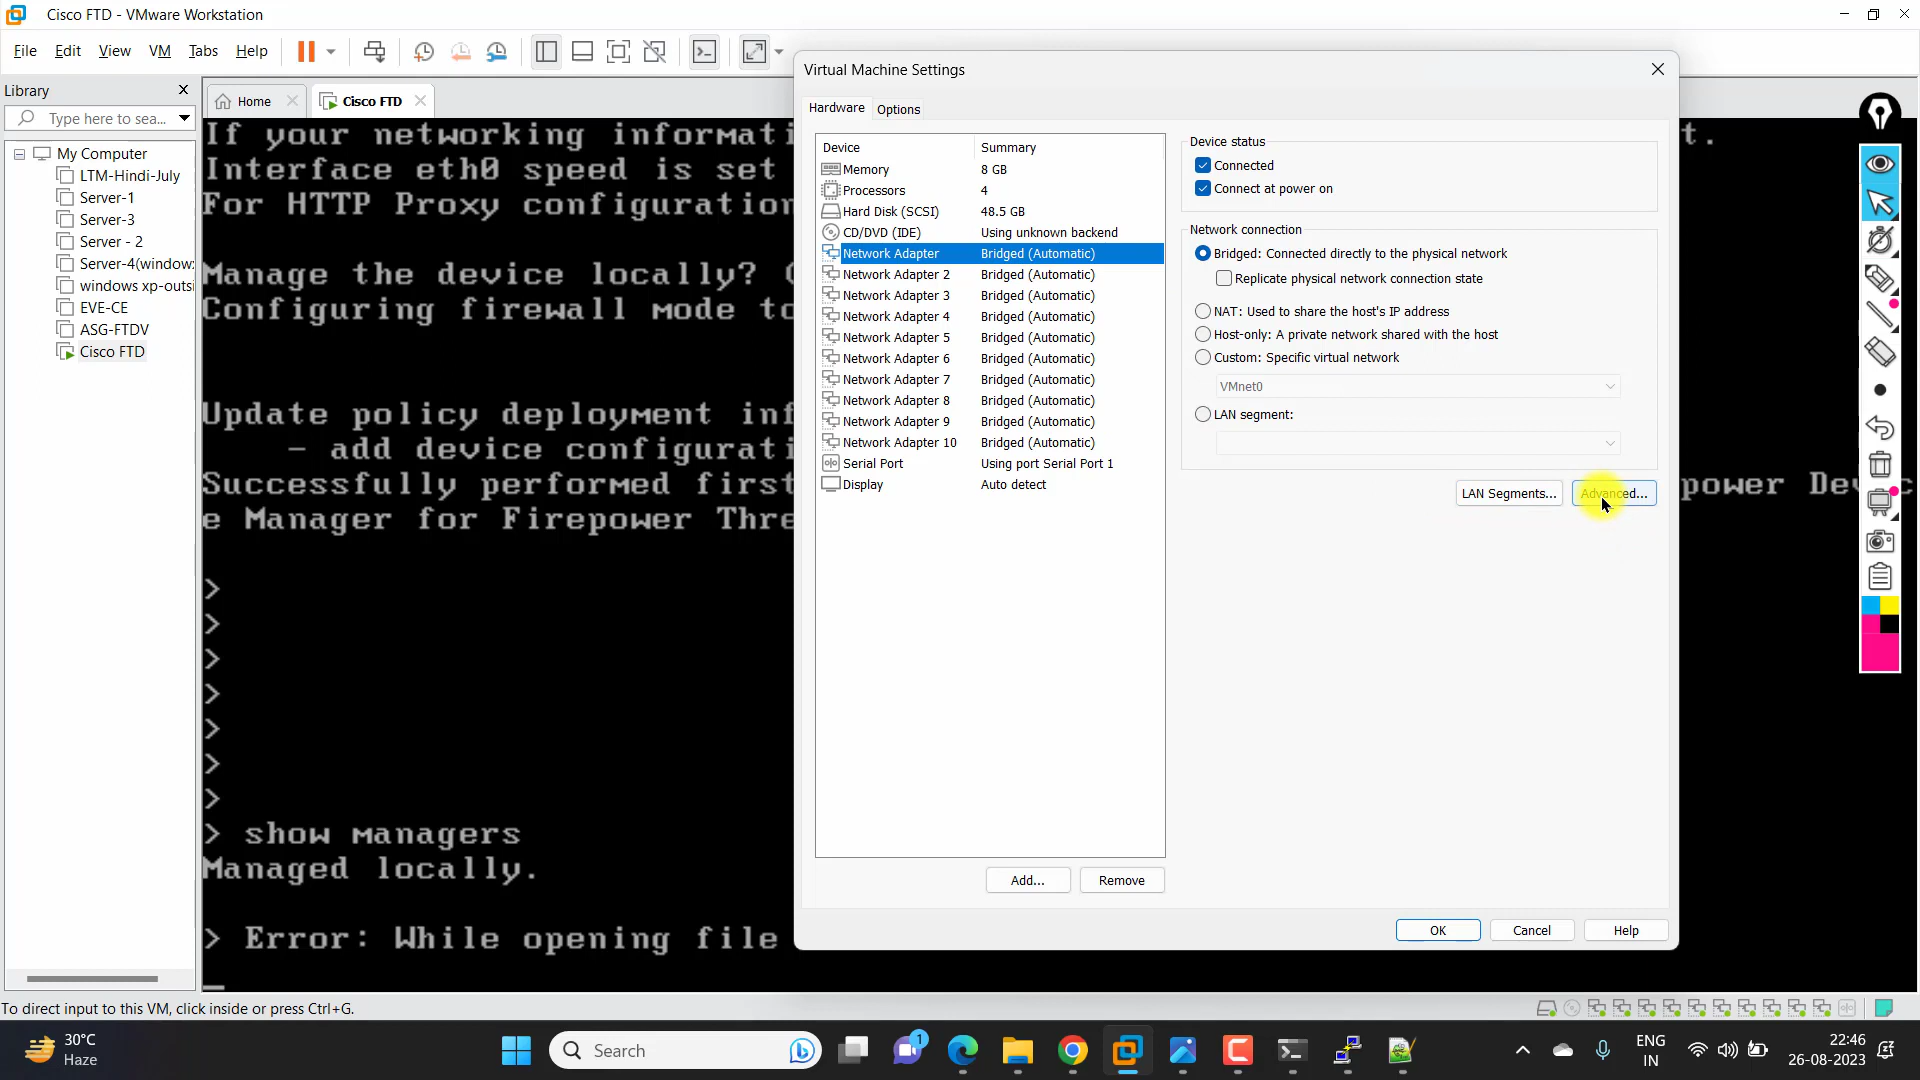 Cisco FTD - VMware Workstation
File Edit View VM Tabs Help
Library
Type here to sea...
My Computer
LTM-Hindi-July
Server-1
Server-3
Server - 2
Server-4(window:
windows xp-outsi
EVE-CE
ASG-FTDV
Cisco FTD
Home
Cisco FTD
If your networking informati
t.
Interface eth0 speed is set
For HTTP Proxy configuration
Manage the device locally? (
Configuring firewall mode to
Update policy deployment inf
- add device configurati
Successfully performed first
power Devic
e Manager for Firepower Thre
>
>
>
>
>
>
>
> show managers
Managed locally.
> Error: While opening file
Virtual Machine Settings
Hardware Options
Device Summary
Memory 8 GB
Processors 4
Hard Disk (SCSI) 48.5 GB
CD/DVD (IDE) Using unknown backend
Network Adapter Bridged (Automatic)
Network Adapter 2 Bridged (Automatic)
Network Adapter 3 Bridged (Automatic)
Network Adapter 4 Bridged (Automatic)
Network Adapter 5 Bridged (Automatic)
Network Adapter 6 Bridged (Automatic)
Network Adapter 7 Bridged (Automatic)
Network Adapter 8 Bridged (Automatic)
Network Adapter 9 Bridged (Automatic)
Network Adapter 10 Bridged (Automatic)
Serial Port Using port Serial Port 1
Display Auto detect
Add... Remove
Device status
Connected
Connect at power on
Network connection
Bridged: Connected directly to the physical network
Replicate physical network connection state
NAT: Used to share the host's IP address
Host-only: A private network shared with the host
Custom: Specific virtual network
VMnet0
LAN segment:
LAN Segments... Advanced...
OK Cancel Help
To direct input to this VM, click inside or press Ctrl+G.
30°C
Haze
Search
1
ENG
IN
22:46
26-08-2023